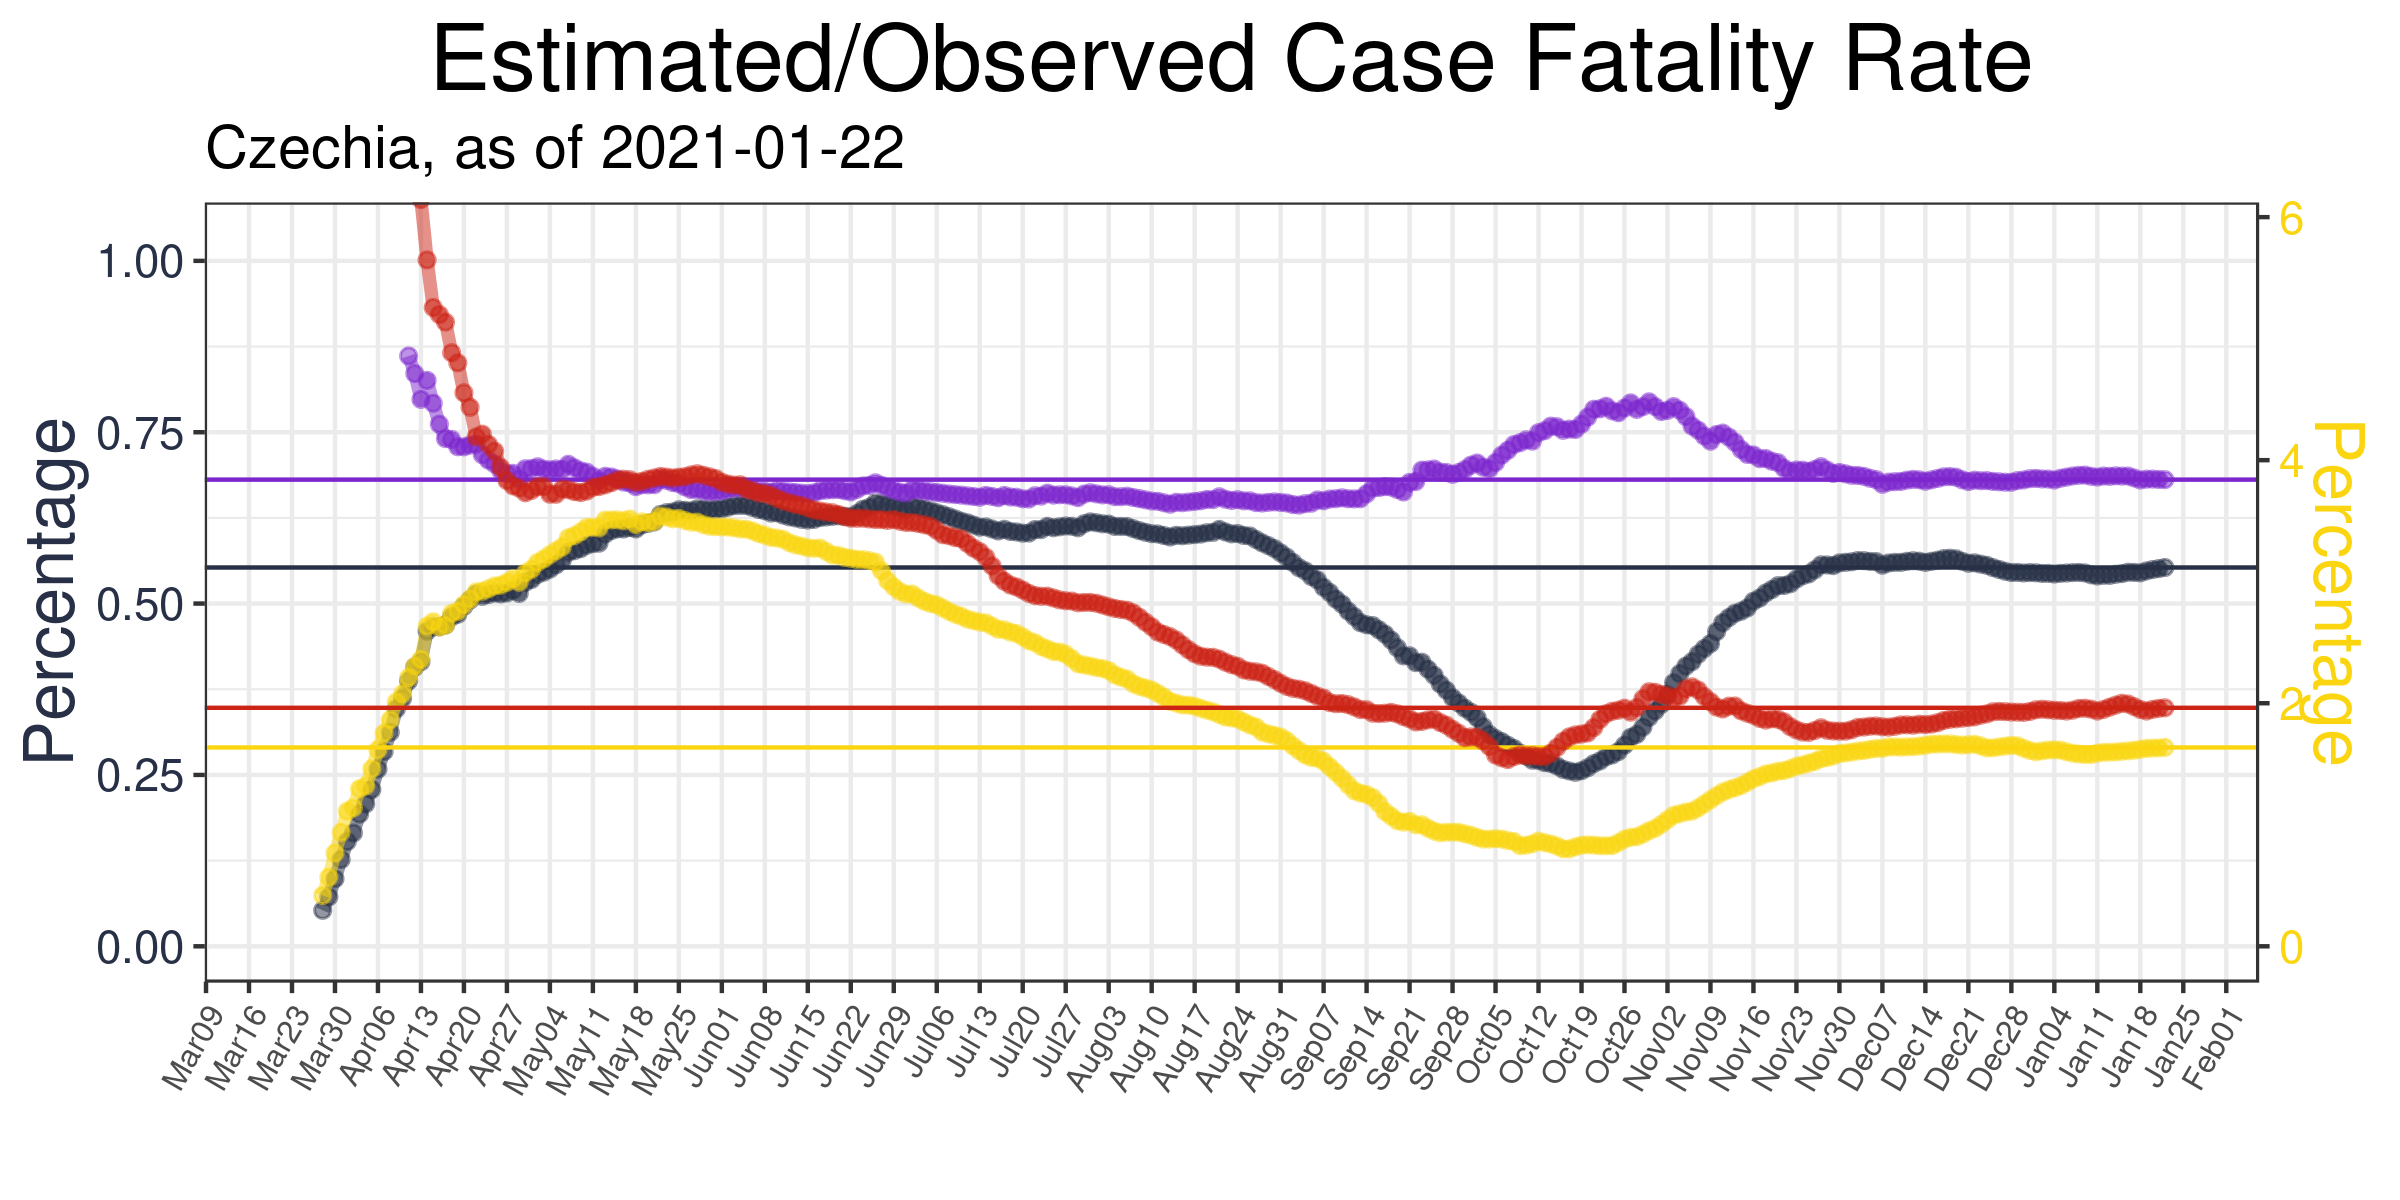 Estimated/Observed Case Fatality Rate
Czechia, as of 2021-01-22
Percentage
1.00
0.75
0.50
0.25
0.00
6
4
2
0
Percentage
Mar09
Mar16
Mar23
Mar30
Apr06
Apr13
Apr20
Apr27
May04
May11
May18
May25
Jun01
Jun08
Jun15
Jun22
Jun29
Jul06
Jul13
Jul20
Jul27
Aug03
Aug10
Aug17
Aug24
Aug31
Sep07
Sep14
Sep21
Sep28
Oct05
Oct12
Oct19
Oct26
Nov02
Nov09
Nov16
Nov23
Nov30
Dec07
Dec14
Dec21
Dec28
Jan04
Jan11
Jan18
Jan25
Feb01